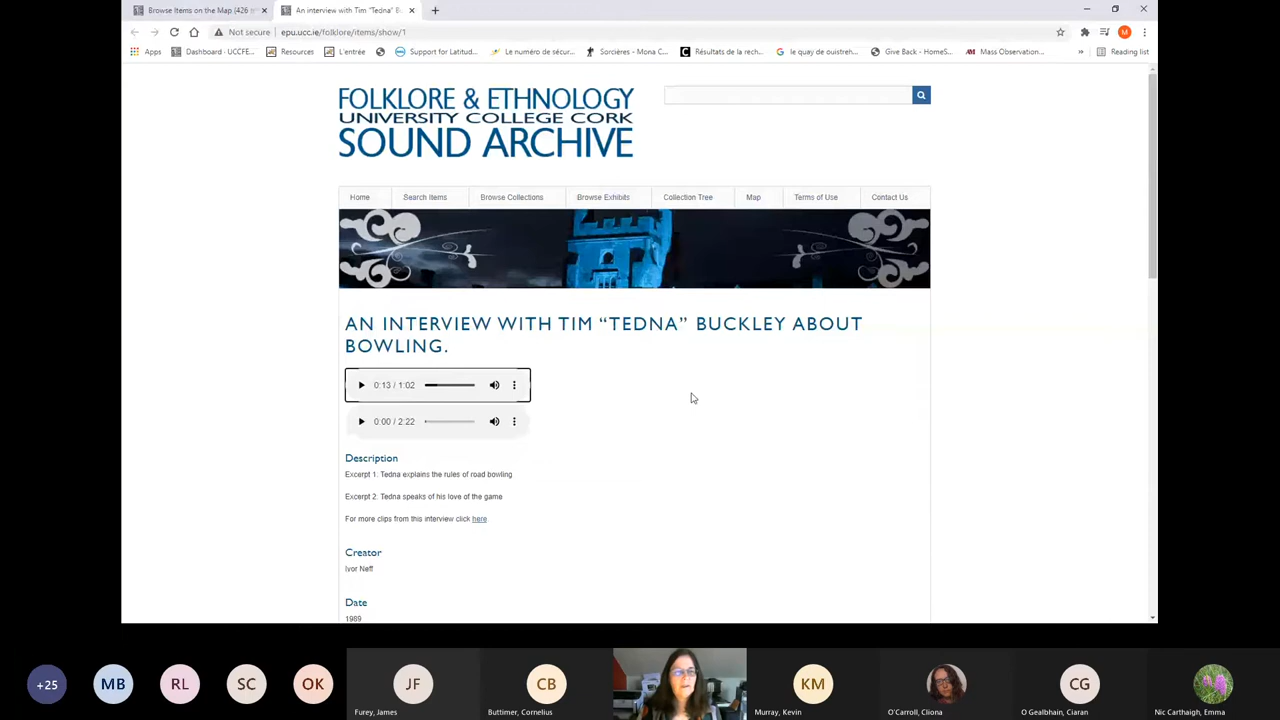 Browse Items on the Map (426
An interview with Tim "Tedna" B
Not secure
epu.ucc.ie/folklore/items/show/1
Apps
Dashboard - UCCFE...
Resources
L'entrée
Support for Latitud...
Le numéro de sécur...
Sorcières - Mona C...
Résultats de la rech...
le quay de ouistreh...
Give Back - HomeS...
Mass Observation...
»
Reading list
M
FOLKLORE & ETHNOLOGY
UNIVERSITY COLLEGE CORK
SOUND ARCHIVE
Home
Search Items
Browse Collections
Browse Exhibits
Collection Tree
Map
Terms of Use
Contact Us
AN INTERVIEW WITH TIM “TEDNA” BUCKLEY ABOUT
BOWLING.
0:13 / 1:02
0:00 / 2:22
Description
Excerpt 1. Tedna explains the rules of road bowling
Excerpt 2. Tedna speaks of his love of the game
For more clips from this interview click here
Creator
Ivor Neff
Date
1989
+25
MB
RL
SC
OK
JF
Furey, James
CB
Buttimer, Cornelius
KM
Murray, Kevin
O'Carroll, Cliona
CG
O Gealbhain, Ciaran
Nic Carthaigh, Emma